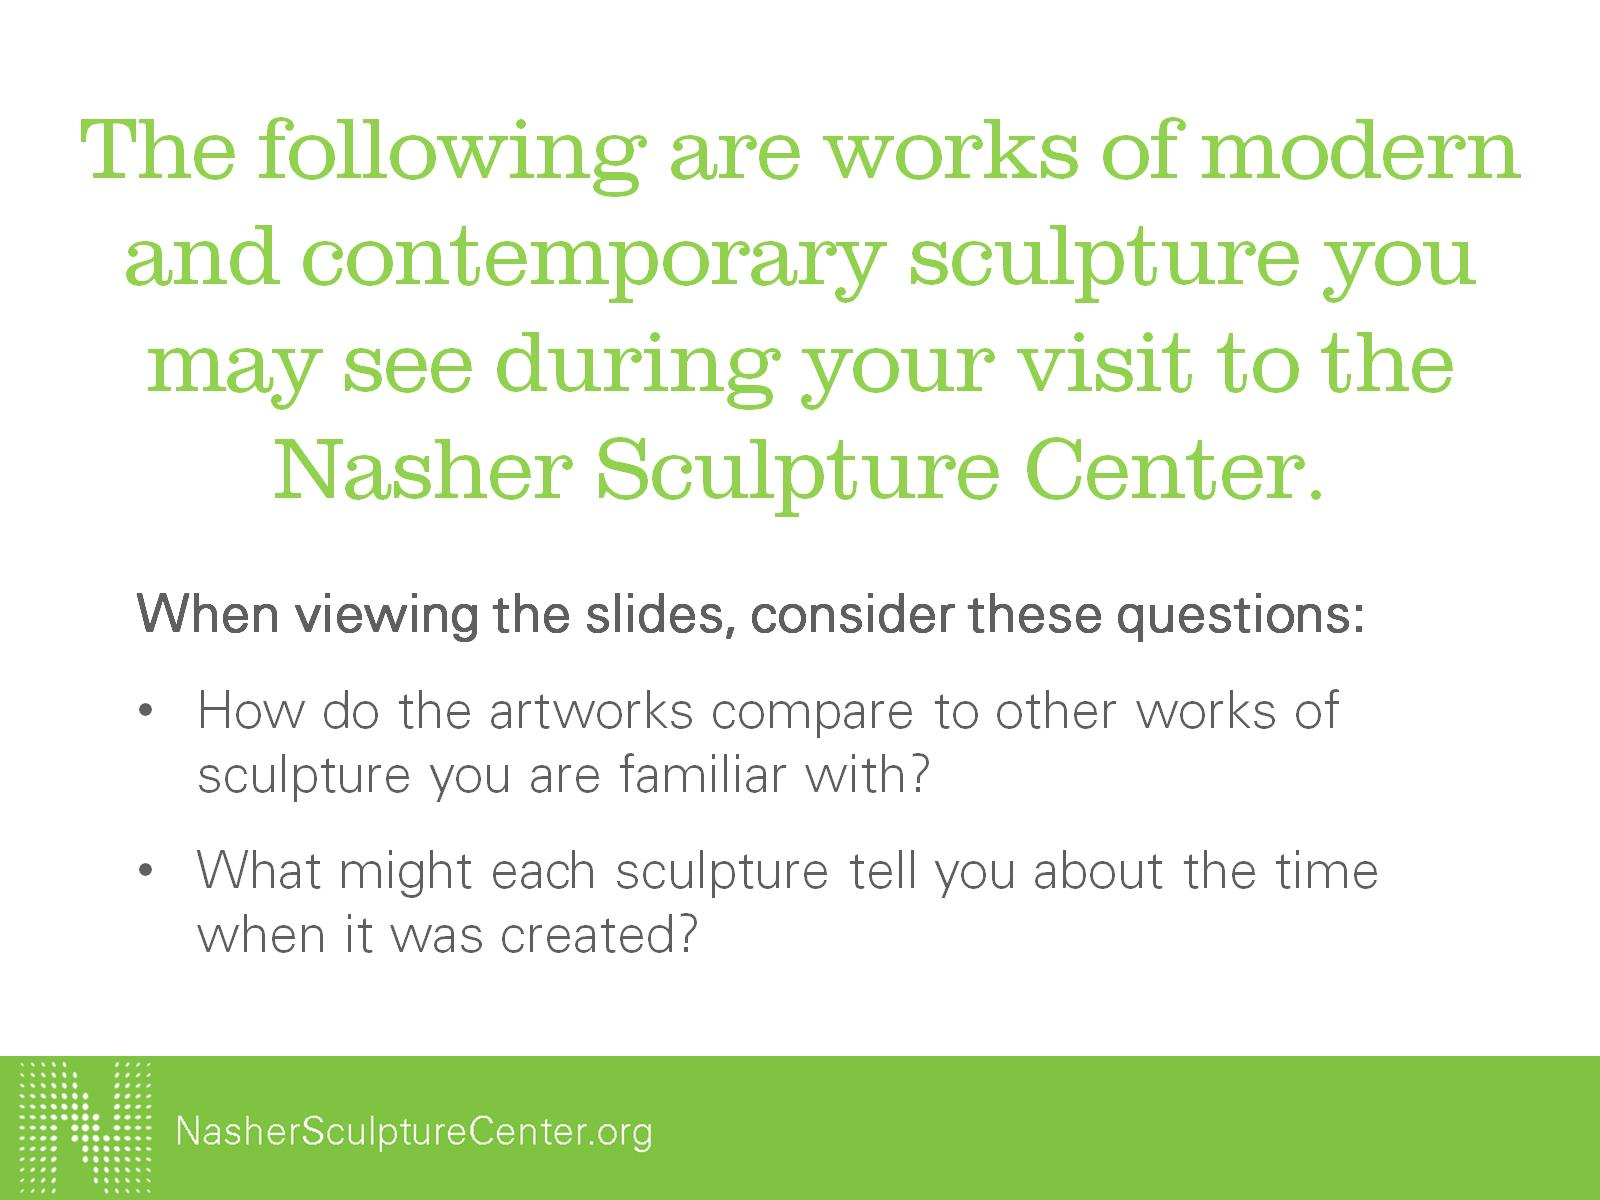 The following are works of modern
and contemporary sculpture you
may see during your visit to the
Nasher Sculpture Center.
When viewing the slides, consider these questions:
• How do the artworks compare to other works of
sculpture you are familiar with?
• What might each sculpture tell you about the time
when it was created?
N
NasherSculptureCenter.org